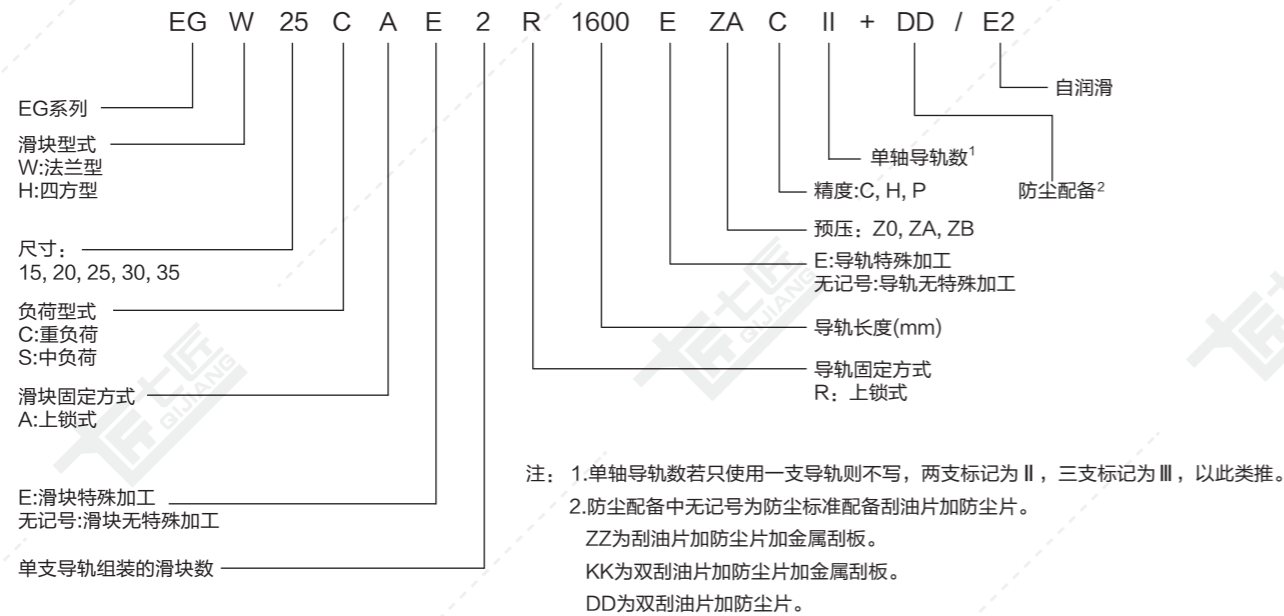 EG W 25 C A E 2 R 1600 E ZA C II + DD / E2
EG系列
滑块型式
W:法兰型
H:四方型
尺寸：
15, 20, 25, 30, 35
负荷型式
C:重负荷
S:中负荷
滑块固定方式
A:上锁式
E:滑块特殊加工
无记号:滑块无特殊加工
单支导轨组装的滑块数
自润滑
单轴导轨数1
防尘配备2
精度:C, H, P
预压：Z0, ZA, ZB
E:导轨特殊加工
无记号:导轨无特殊加工
导轨长度(mm)
导轨固定方式
R：上锁式
注：1.单轴导轨数若只使用一支导轨则不写，两支标记为Ⅱ，三支标记为Ⅲ，以此类推。
2.防尘配备中无记号为防尘标准配备刮油片加防尘片。
ZZ为刮油片加防尘片加金属刮板。
KK为双刮油片加防尘片加金属刮板。
DD为双刮油片加防尘片。
七匠
QIJIANG
七匠
QIJIANG